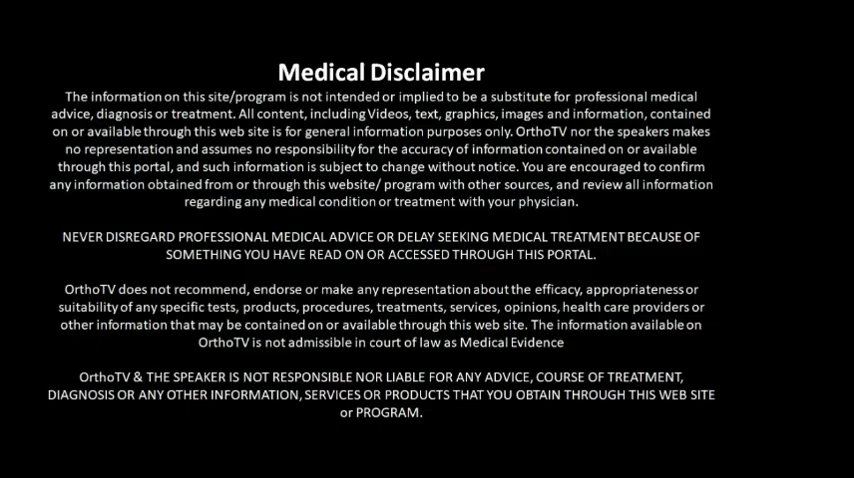 Medical Disclaimer
The information on this site/program is not intended or implied to be a substitute for professional medical
advice, diagnosis or treatment. All content, including Videos, text, graphics, images and information, contained
on or available through this web site is for general information purposes only. OrthoTV nor the speakers makes
no representation and assumes no responsibility for the accuracy of information contained on or available
through this portal, and such information is subject to change without notice. You are encouraged to confirm
any information obtained from or through this website/ program with other sources, and review all information
regarding any medical condition or treatment with your physician.
NEVER DISREGARD PROFESSIONAL MEDICAL ADVICE OR DELAY SEEKING MEDICAL TREATMENT BECAUSE OF
SOMETHING YOU HAVE READ ON OR ACCESSED THROUGH THIS PORTAL.
OrthoTV does not recommend, endorse or make any representation about the efficacy, appropriateness or
suitability of any specific tests, products, procedures, treatments, services, opinions, health care providers or
other information that may be contained on or available through this web site. The information available on
OrthoTV is not admissible in court of law as Medical Evidence
OrthoTV & THE SPEAKER IS NOT RESPONSIBLE NOR LIABLE FOR ANY ADVICE, COURSE OF TREATMENT,
DIAGNOSIS OR ANY OTHER INFORMATION, SERVICES OR PRODUCTS THAT YOU OBTAIN THROUGH THIS WEB SITE
or PROGRAM.